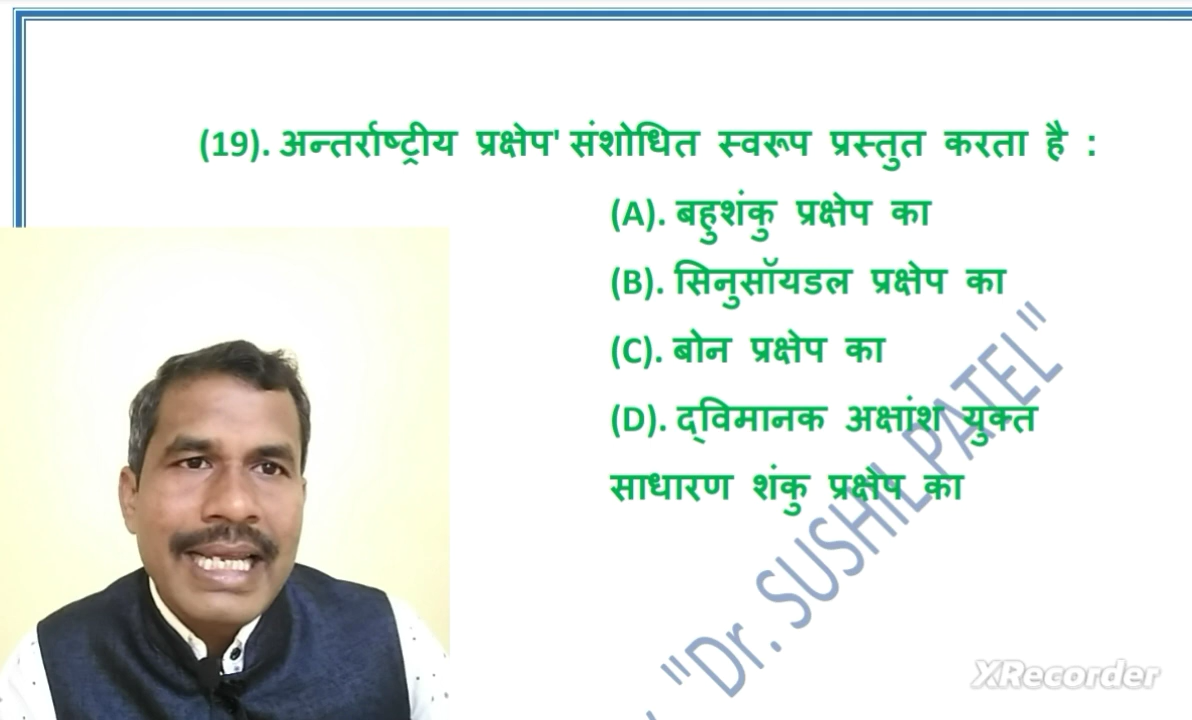 (19). अन्तर्राष्ट्रीय प्रक्षेप' संशोधित स्वरूप प्रस्तुत करता है :
(A). बहुशंकु प्रक्षेप का
(B). सिनुसॉयडल प्रक्षेप का
(C). बोन प्रक्षेप का
(D). द्विमानक अक्षांश युक्त
साधारण शंकु प्रक्षेप का
"Dr. SUSHIL PATEL"
XRecorder